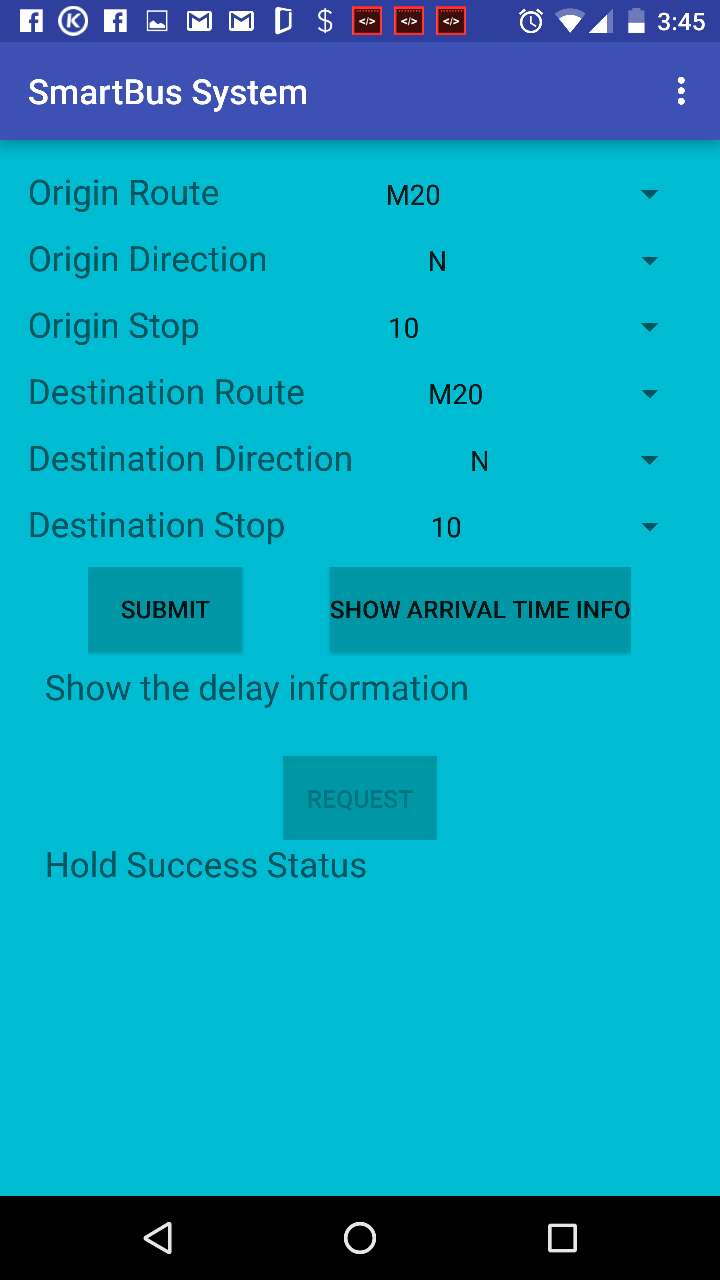 3:45
SmartBus System
Origin Route M20
Origin Direction N
Origin Stop 10
Destination Route M20
Destination Direction N
Destination Stop 10
SUBMIT SHOW ARRIVAL TIME INFO
Show the delay information
REQUEST
Hold Success Status